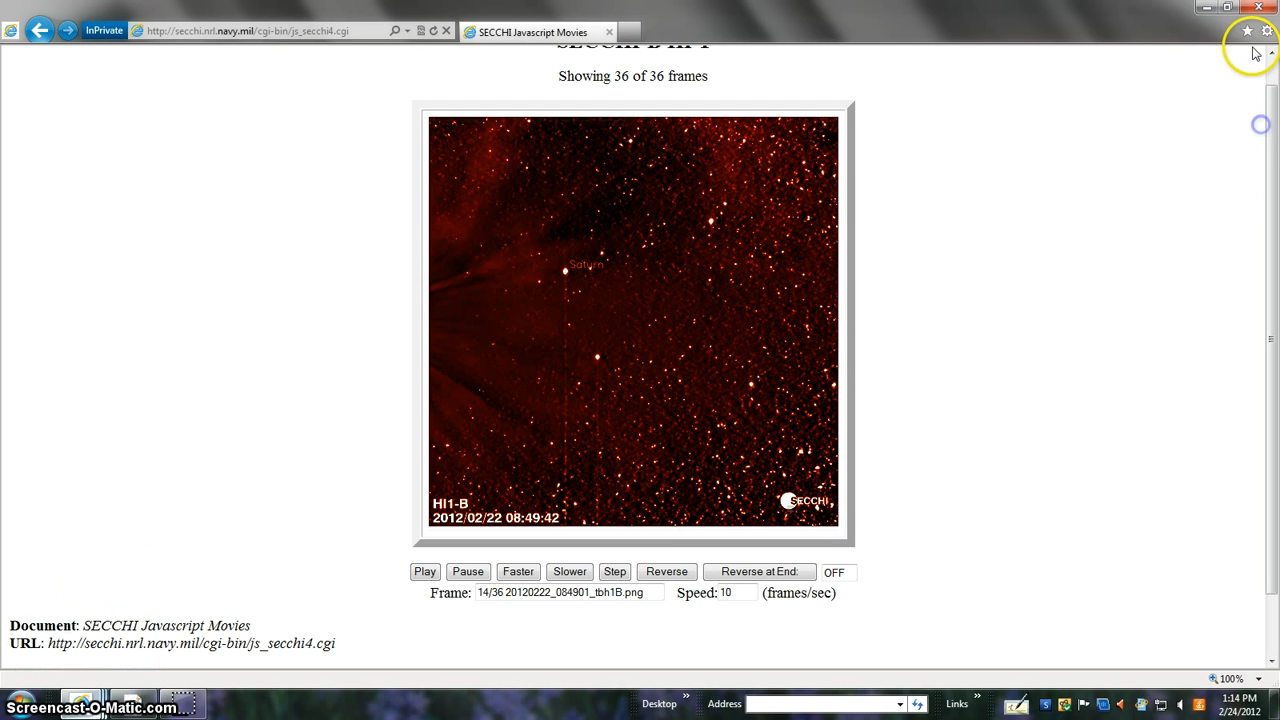 InPrivate
http://secchi.nrl.navy.mil/cgi-bin/js_secchi4.cgi
SECCHI Javascript Movies
Showing 36 of 36 frames
Saturn
HI1-B
2012/02/22 08:49:42
SECCHI
Play Pause Faster Slower Step Reverse Reverse at End: OFF
Frame: 14/36 20120222_084901_tbh1B.png Speed: 10 (frames/sec)
Document: SECCHI Javascript Movies
URL: http://secchi.nrl.navy.mil/cgi-bin/js_secchi4.cgi
100%
Screencast-O-Matic.com
Desktop
Address
Links
1:14 PM
2/24/2012